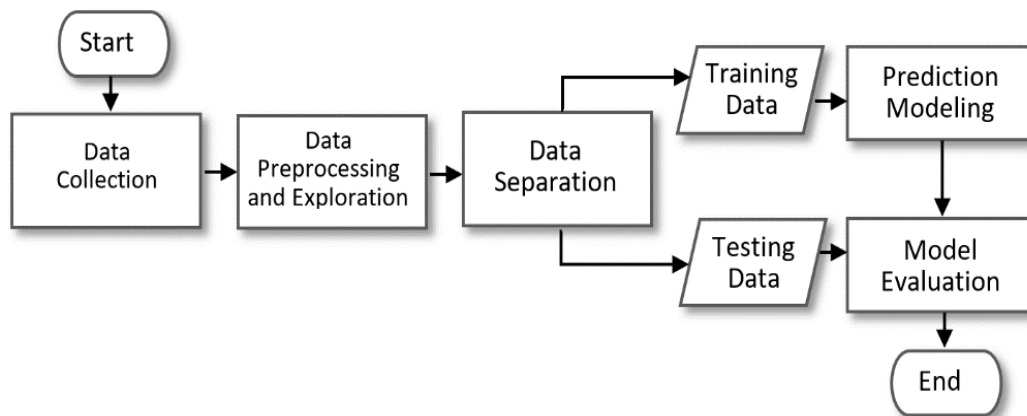 Start
Data
Collection
Data
Preprocessing
and Exploration
Data
Separation
Training
Data
Prediction
Modeling
Testing
Data
Model
Evaluation
End